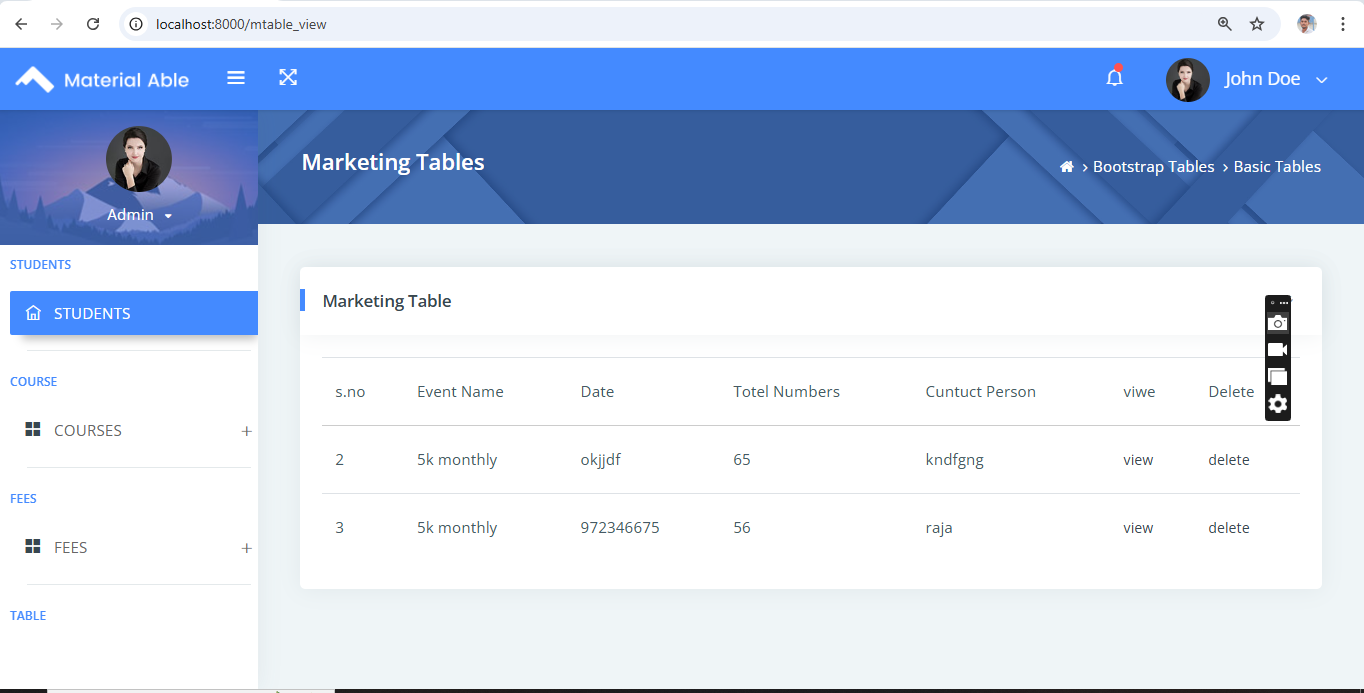 localhost:8000/mtable_view
Material Able
John Doe
Admin
Marketing Tables
Bootstrap Tables > Basic Tables
STUDENTS
STUDENTS
COURSE
COURSES +
FEES
FEES +
TABLE
Marketing Table
s.no Event Name Date Totel Numbers Cuntuct Person viwe Delete
2 5k monthly okjjdf 65 kndfgng view delete
3 5k monthly 972346675 56 raja view delete